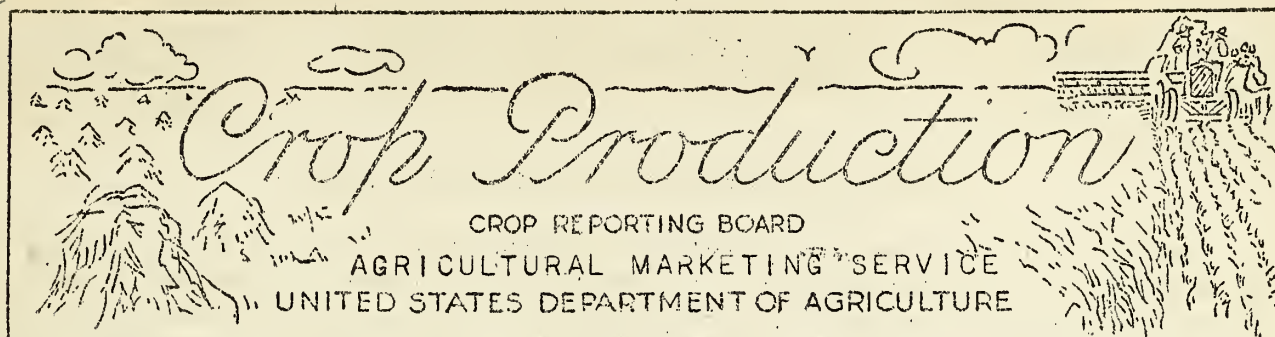 Crop Production
CROP REPORTING BOARD
AGRICULTURAL MARKETING SERVICE
UNITED STATES DEPARTMENT OF AGRICULTURE